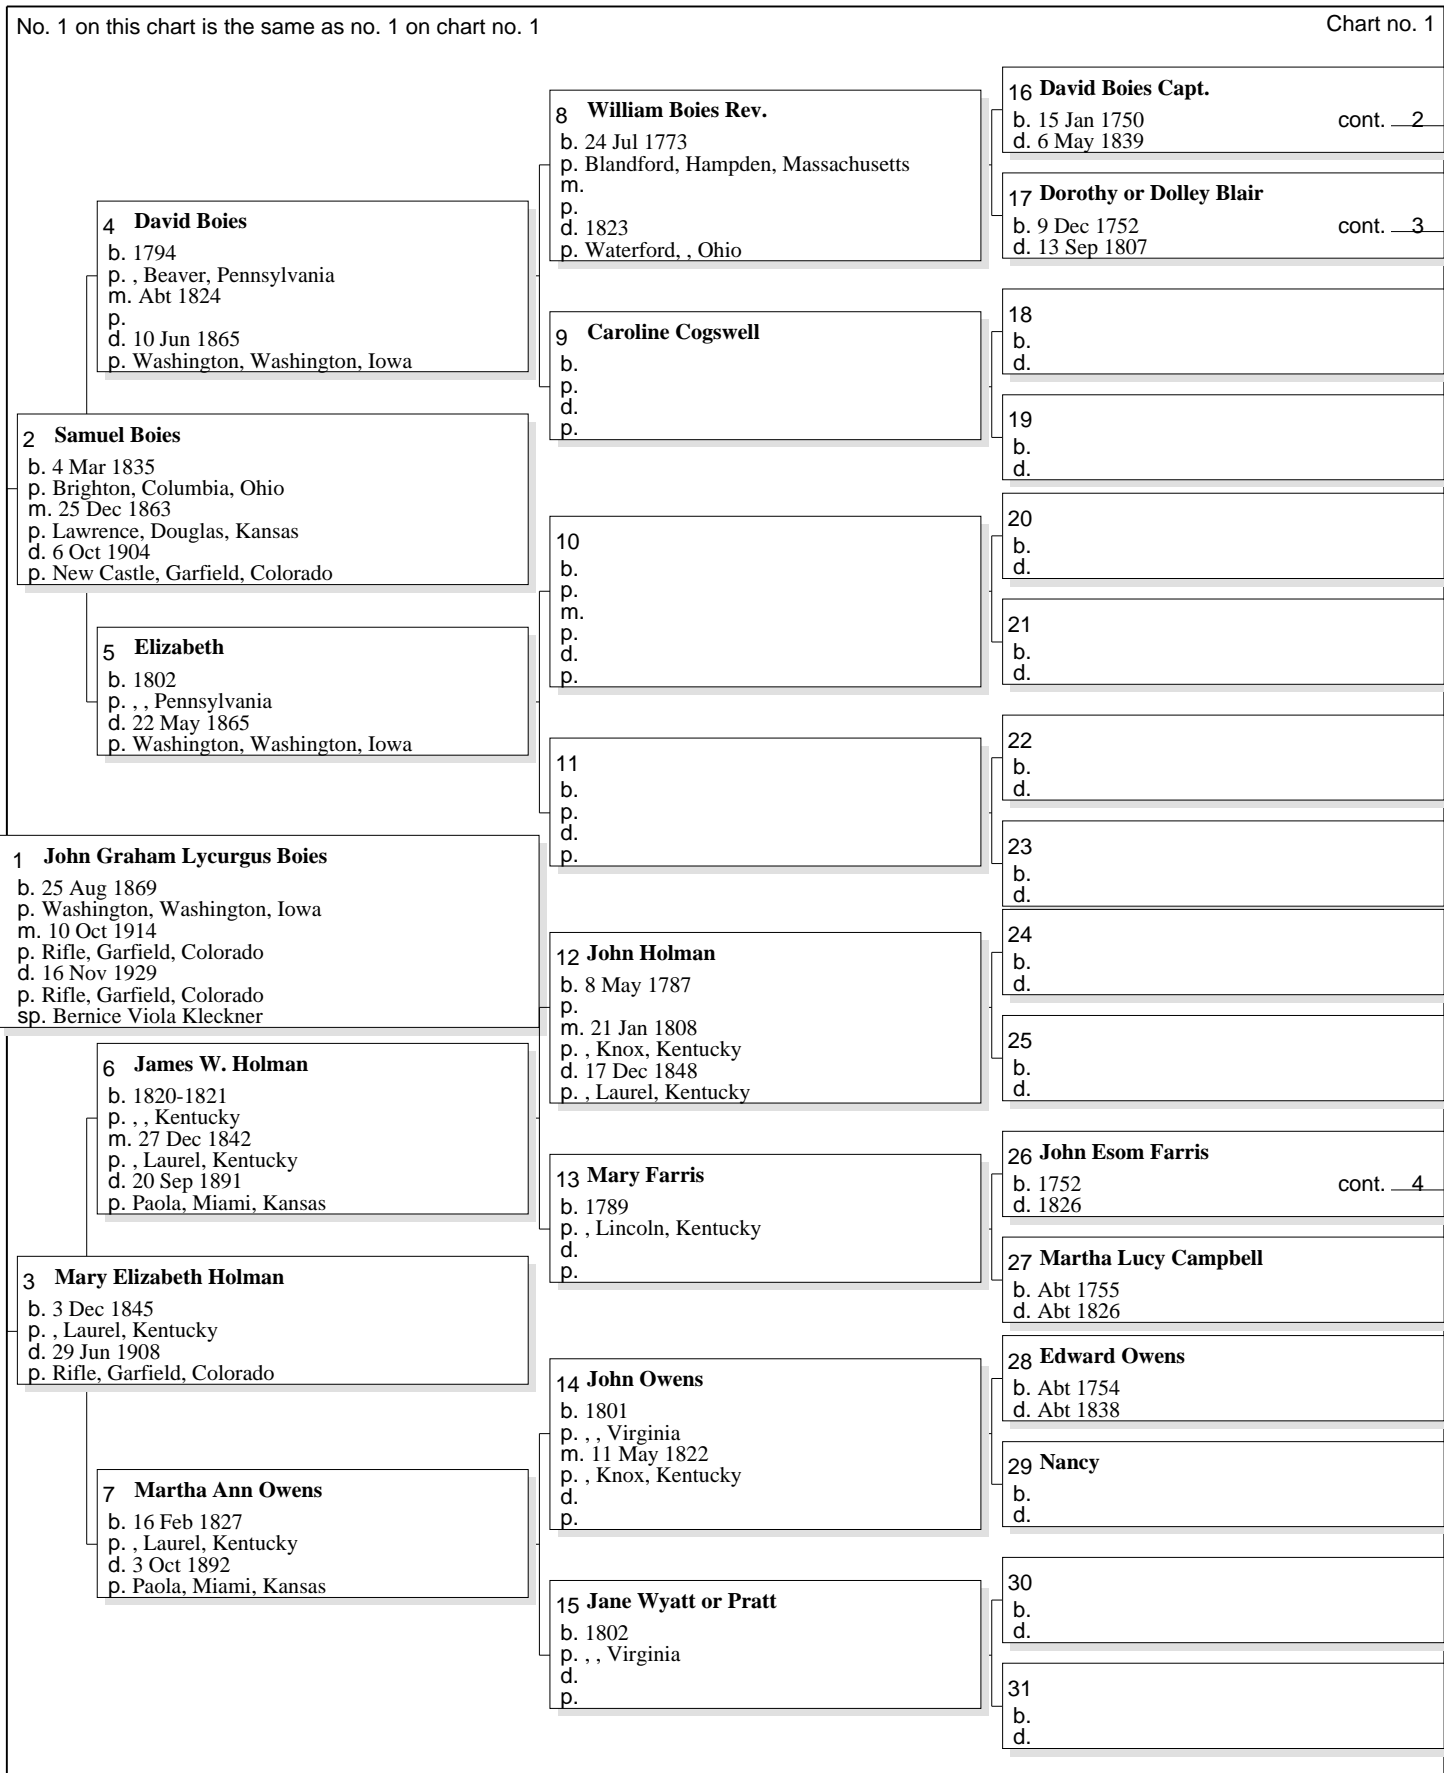 No. 1 on this chart is the same as no. 1 on chart no. 1
Chart no. 1
16 David Boies Capt.
b. 15 Jan 1750 cont. 2
d. 6 May 1839
8 William Boies Rev.
b. 24 Jul 1773
p. Blandford, Hampden, Massachusetts
m.
p.
d. 1823
p. Waterford, , Ohio
17 Dorothy or Dolley Blair
b. 9 Dec 1752 cont. 3
d. 13 Sep 1807
4 David Boies
b. 1794
p. , Beaver, Pennsylvania
m. Abt 1824
p.
d. 10 Jun 1865
p. Washington, Washington, Iowa
18
b.
d.
9 Caroline Cogswell
b.
p.
d.
p.
19
b.
d.
2 Samuel Boies
b. 4 Mar 1835
p. Brighton, Columbia, Ohio
m. 25 Dec 1863
p. Lawrence, Douglas, Kansas
d. 6 Oct 1904
p. New Castle, Garfield, Colorado
20
b.
d.
10
b.
p.
m.
p.
d.
p.
21
b.
d.
5 Elizabeth
b. 1802
p. , , Pennsylvania
d. 22 May 1865
p. Washington, Washington, Iowa
22
b.
d.
11
b.
p.
d.
p.
23
b.
d.
1 John Graham Lycurgus Boies
b. 25 Aug 1869
p. Washington, Washington, Iowa
m. 10 Oct 1914
p. Rifle, Garfield, Colorado
d. 16 Nov 1929
p. Rifle, Garfield, Colorado
sp. Bernice Viola Kleckner
24
b.
d.
12 John Holman
b. 8 May 1787
p.
m. 21 Jan 1808
p. , Knox, Kentucky
d. 17 Dec 1848
p. , Laurel, Kentucky
25
b.
d.
6 James W. Holman
b. 1820-1821
p. , , Kentucky
m. 27 Dec 1842
p. , Laurel, Kentucky
d. 20 Sep 1891
p. Paola, Miami, Kansas
26 John Esom Farris
b. 1752 cont. 4
d. 1826
13 Mary Farris
b. 1789
p. , Lincoln, Kentucky
d.
p.
27 Martha Lucy Campbell
b. Abt 1755
d. Abt 1826
3 Mary Elizabeth Holman
b. 3 Dec 1845
p. , Laurel, Kentucky
d. 29 Jun 1908
p. Rifle, Garfield, Colorado
28 Edward Owens
b. Abt 1754
d. Abt 1838
14 John Owens
b. 1801
p. , , Virginia
m. 11 May 1822
p. , Knox, Kentucky
d.
p.
29 Nancy
b.
d.
7 Martha Ann Owens
b. 16 Feb 1827
p. , Laurel, Kentucky
d. 3 Oct 1892
p. Paola, Miami, Kansas
30
b.
d.
15 Jane Wyatt or Pratt
b. 1802
p. , , Virginia
d.
p.
31
b.
d.